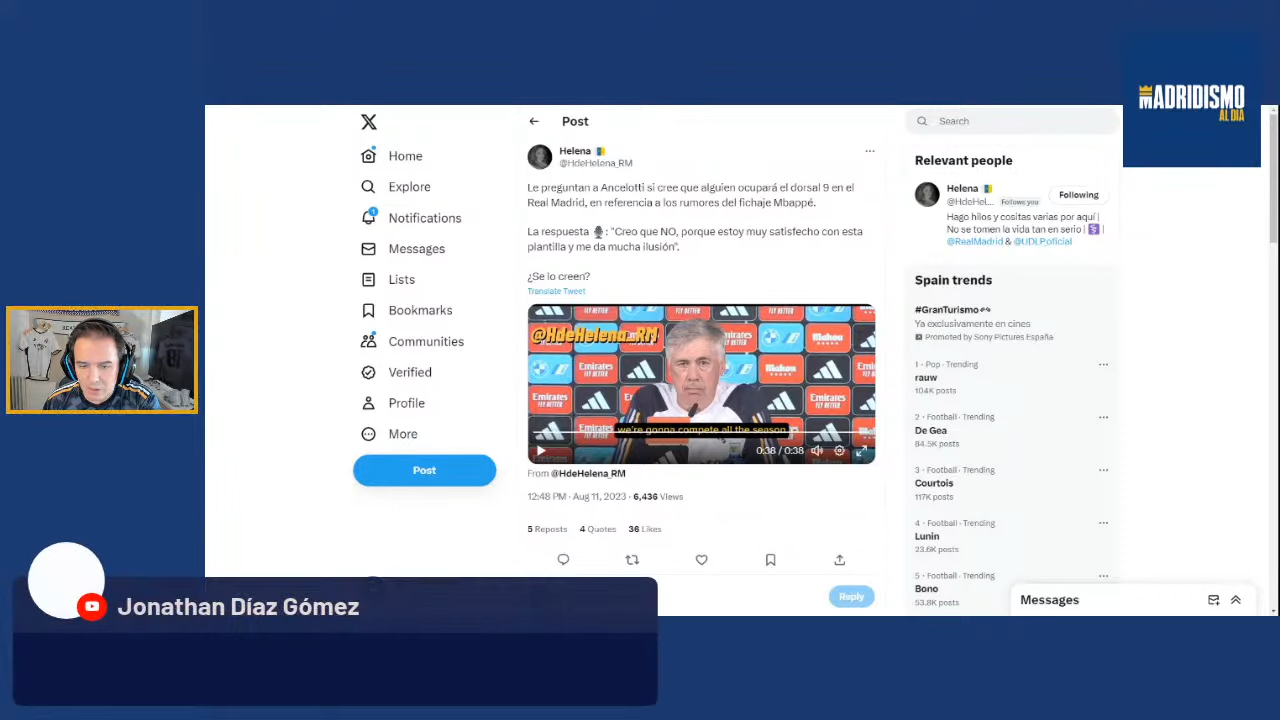 MADRIDISMO
AL DIA
Home
Explore
Notifications
1
Messages
Lists
Bookmarks
Communities
Verified
Profile
More
Post
Post
Helena
@HdeHelena_RM
Le preguntan a Ancelotti si cree que alguien ocupará el dorsal 9 en el
Real Madrid, en referencia a los rumores del fichaje Mbappé.
La respuesta 🎙: "Creo que NO, porque estoy muy satisfecho con esta
plantilla y me da mucha ilusión".
¿Se lo creen?
Translate Tweet
@HdeHelena_RM
FLY BETTER
Emirates
Mahou
we're gonna compete all the season
0:38 / 0:38
From @HdeHelena_RM
12:48 PM · Aug 11, 2023 · 6,436 Views
5 Reposts 4 Quotes 36 Likes
Reply
Search
Relevant people
Helena
@HdeHel... Follows you
Following
Hago hilos y cositas varias por aquí |
No se tomen la vida tan en serio | ⚕ |
@RealMadrid & @UDLP_oficial
Spain trends
#GranTurismo
Ya exclusivamente en cines
Promoted by Sony Pictures España
1 · Pop · Trending
rauw
104K posts
2 · Football · Trending
De Gea
84.5K posts
3 · Football · Trending
Courtois
117K posts
4 · Football · Trending
Lunin
23.6K posts
5 · Football · Trending
Bono
53.8K posts
Messages
Jonathan Díaz Gómez